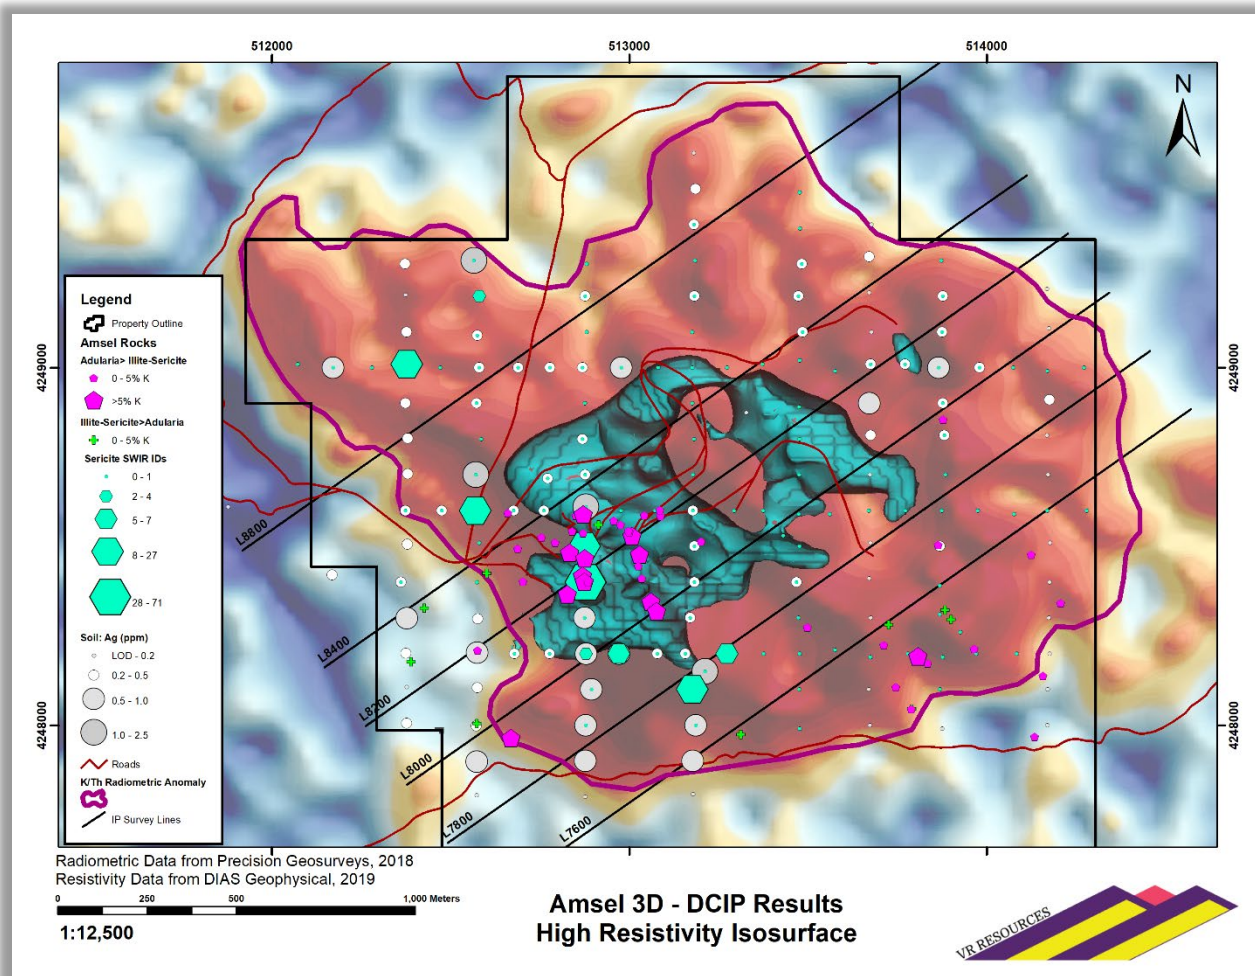 512000
513000
514000
N
4249000
4249000
4248000
4248000
Legend
Property Outline
Amsel Rocks
Adularia> Illite-Sericite
0 - 5% K
>5% K
Illite-Sericite>Adularia
0 - 5% K
Sericite SWIR IDs
0 - 1
2 - 4
5 - 7
8 - 27
28 - 71
Soil: Ag (ppm)
LOD - 0.2
0.2 - 0.5
0.5 - 1.0
1.0 - 2.5
Roads
K/Th Radiometric Anomaly
IP Survey Lines
L8800
L8400
L8200
L8000
L7800
L7600
Radiometric Data from Precision Geosurveys, 2018
Resistivity Data from DIAS Geophysical, 2019
0 250 500 1,000 Meters
1:12,500
Amsel 3D - DCIP Results
High Resistivity Isosurface
VR RESOURCES